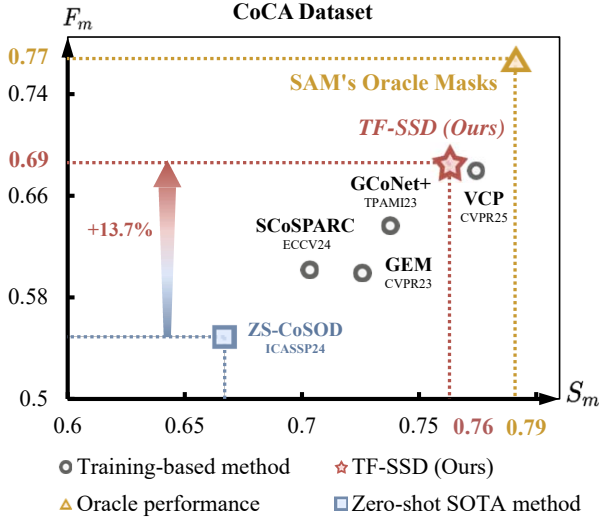 CoCA Dataset
F_m
0.77
0.74
0.69
0.66
0.58
0.5
SAM's Oracle Masks
TF-SSD (Ours)
GCoNet+
TPAMI23
VCP
CVPR25
+13.7%
SCoSPARC
ECCV24
GEM
CVPR23
ZS-CoSOD
ICASSP24
S_m
0.6
0.65
0.7
0.75
0.76
0.79
Training-based method
TF-SSD (Ours)
Oracle performance
Zero-shot SOTA method